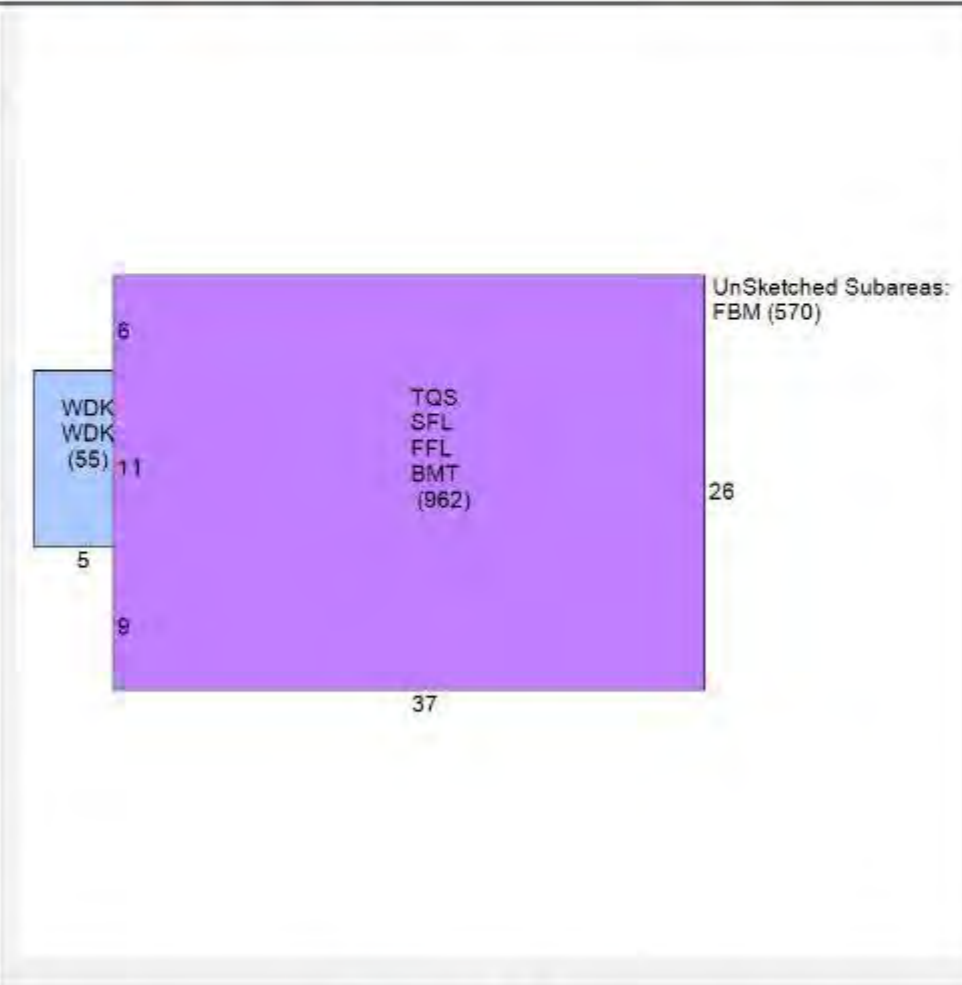 UnSketched Subareas:
FBM (570)
6
WDK
WDK
(55)
11
5
9
TQS
SFL
FFL
BMT
(962)
26
37